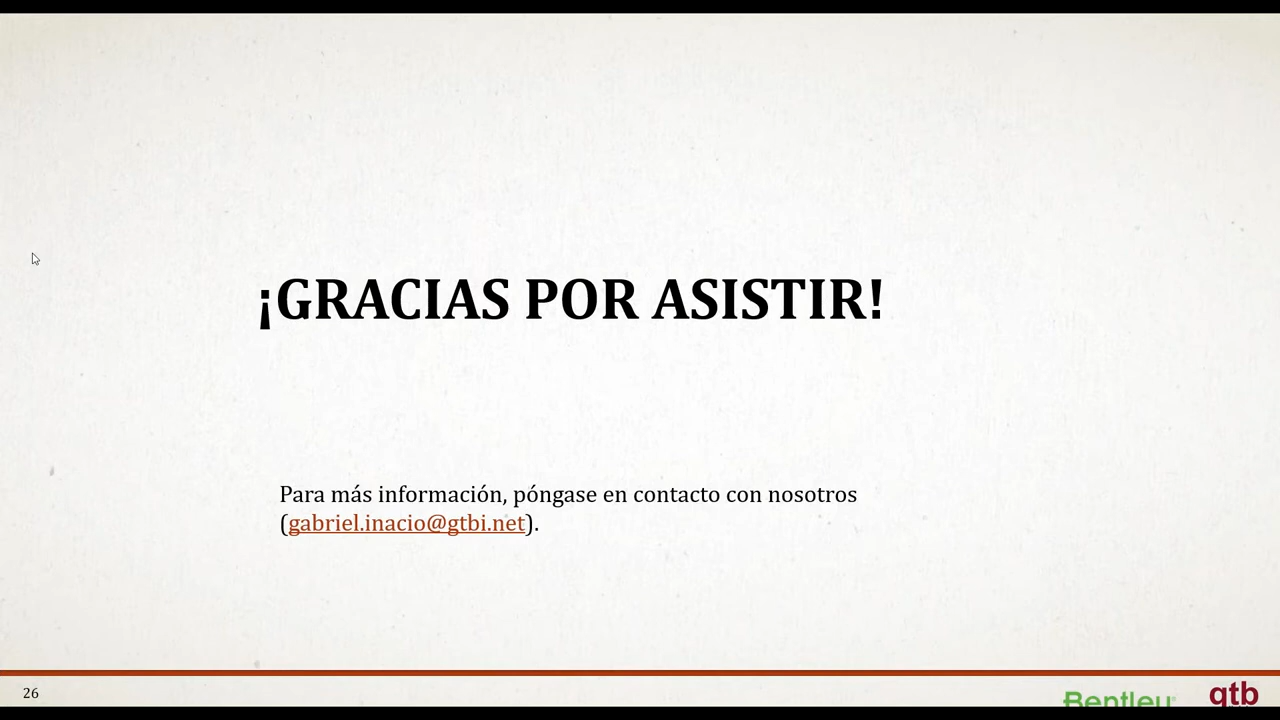 ¡GRACIAS POR ASISTIR!
Para más información, póngase en contacto con nosotros
(gabriel.inacio@gtbi.net).
26
Bentley
gtb